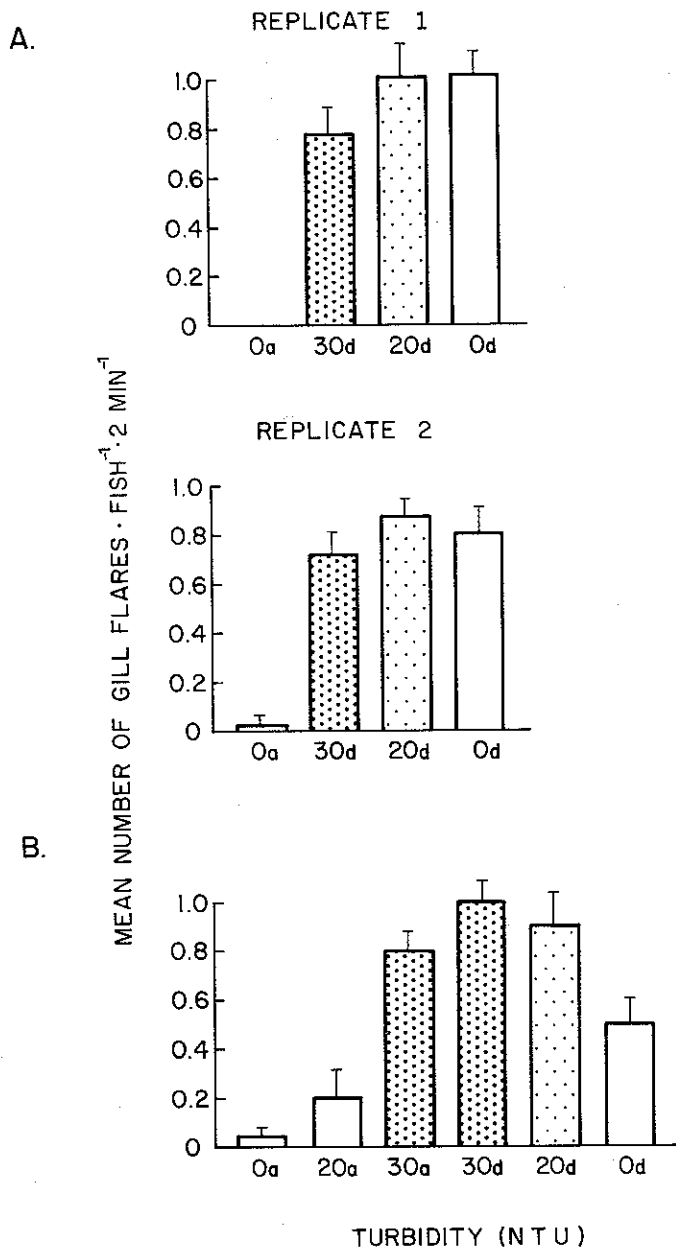 A.
REPLICATE 1
1.0
0.8
0.6
0.4
0.2
0
0a 30d 20d 0d
REPLICATE 2
1.0
0.8
0.6
0.4
0.2
0
0a 30d 20d 0d
MEAN NUMBER OF GILL FLARES · FISH⁻¹ · 2 MIN⁻¹
B.
1.0
0.8
0.6
0.4
0.2
0
0a 20a 30a 30d 20d 0d
TURBIDITY (NTU)